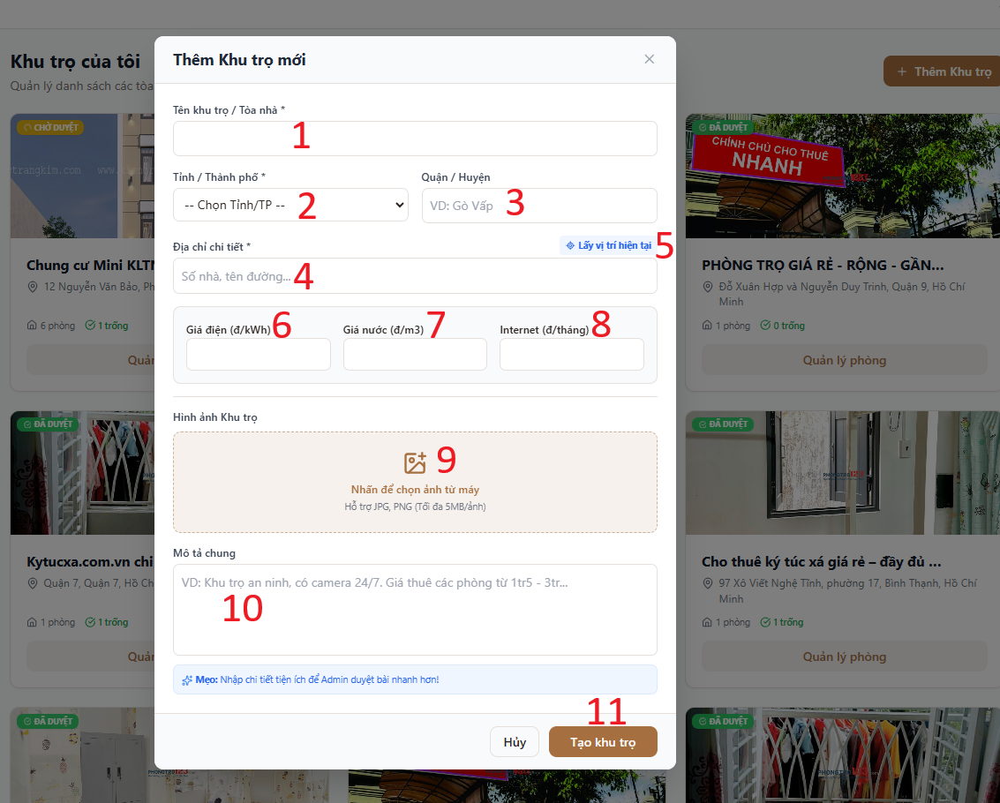 Khu trọ của tôi
Quản lý danh sách các tòa
Thêm Khu trọ
Thêm Khu trọ mới
Tên khu trọ / Tòa nhà *
1
Tỉnh / Thành phố *
Quận / Huyện
-- Chọn Tỉnh/TP --
2
VD: Gò Vấp
3
Địa chỉ chi tiết *
Lấy vị trí hiện tại
5
Số nhà, tên đường...
4
Giá điện (đ/kWh)
6
Giá nước (đ/m3)
7
Internet (đ/tháng)
8
Hình ảnh Khu trọ
9
Nhấn để chọn ảnh từ máy
Hỗ trợ JPG, PNG (Tối đa 5MB/ảnh)
Mô tả chung
VD: Khu trọ an ninh, có camera 24/7. Giá thuê các phòng từ 1tr5 - 3tr...
10
Mẹo: Nhập chi tiết tiện ích để Admin duyệt bài nhanh hơn!
11
Hủy
Tạo khu trọ
CHỜ DUYỆT
trangkim.com
www.
Chung cư Mini KLTN
12 Nguyễn Văn Bảo, Ph
6 phòng
1 trống
Quản
ĐÃ DUYỆT
CHÍNH CHỦ CHO THUÊ
NHANH
PHÒNG TRỌ GIÁ RẺ - RỘNG - GẦN...
Đỗ Xuân Hợp và Nguyễn Duy Trinh, Quận 9, Hồ Chí
Minh
1 phòng
0 trống
Quản lý phòng
ĐÃ DUYỆT
Kytucxa.com.vn chi
Quận 7, Quận 7, Hồ Ch
1 phòng
1 trống
Quản
ĐÃ DUYỆT
PHONGTRO123
Cho thuê ký túc xá giá rẻ – đầy đủ ...
97 Xô Viết Nghệ Tĩnh, phường 17, Bình Thạnh, Hồ Chí
Minh
1 phòng
1 trống
Quản lý phòng
ĐÃ DUYỆT
PHONGTRO123
ĐÃ DUYỆT
PHONGTRO123